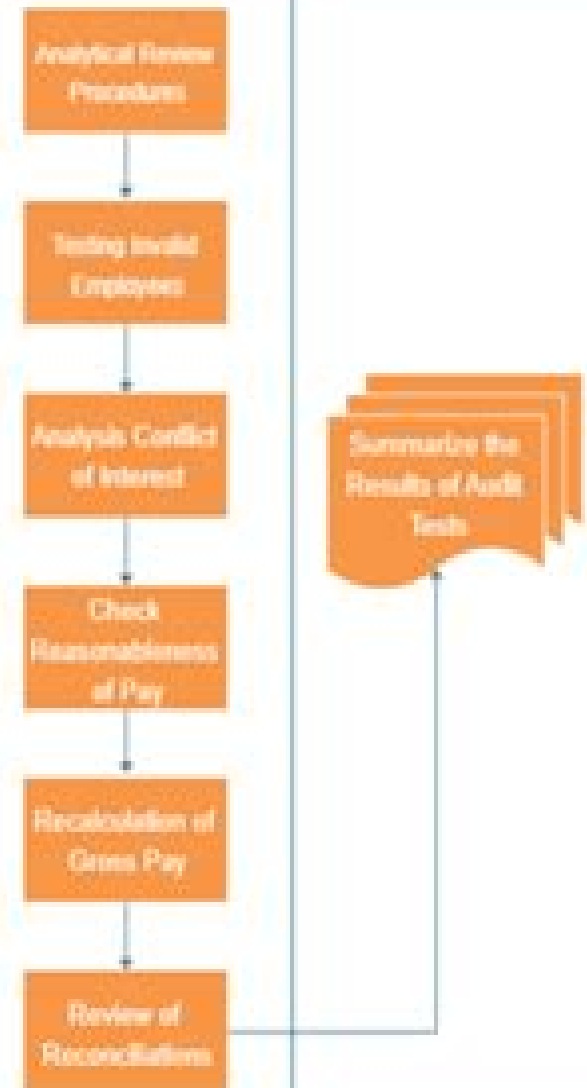 Analytical Review
Procedures
Testing Invalid
Employees
Analysis Conflict
of Interest
Check
Reasonableness
of Pay
Recalculation of
Gross Pay
Review of
Reconciliations
Summarize the
Results of Audit
Tests